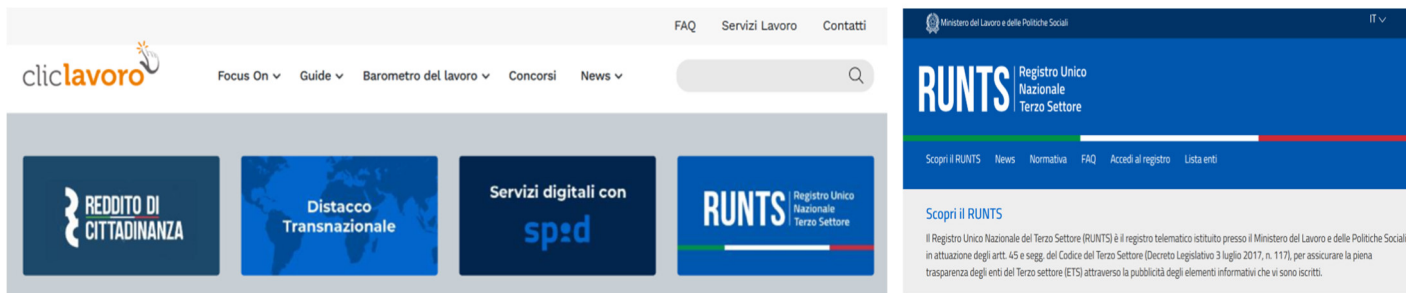 FAQ Servizi Lavoro Contatti
cliclavoro
Focus On Guide Barometro del lavoro Concorsi News
REDDITO DI
CITTADINANZA
Distacco
Transnazionale
Servizi digitali con
spid
RUNTS
Registro Unico
Nazionale
Terzo Settore
Ministero del Lavoro e delle Politiche Sociali
IT
RUNTS
Registro Unico
Nazionale
Terzo Settore
Scopri il RUNTS News Normativa FAQ Accedi al registro Lista enti
Scopri il RUNTS
Il Registro Unico Nazionale del Terzo Settore (RUNTS) è il registro telematico istituito presso il Ministero del Lavoro e delle Politiche Sociali
in attuazione degli artt. 45 e segg. del Codice del Terzo Settore (Decreto Legislativo 3 luglio 2017, n. 117), per assicurare la piena
trasparenza degli enti del Terzo settore (ETS) attraverso la pubblicità degli elementi informativi che vi sono iscritti.